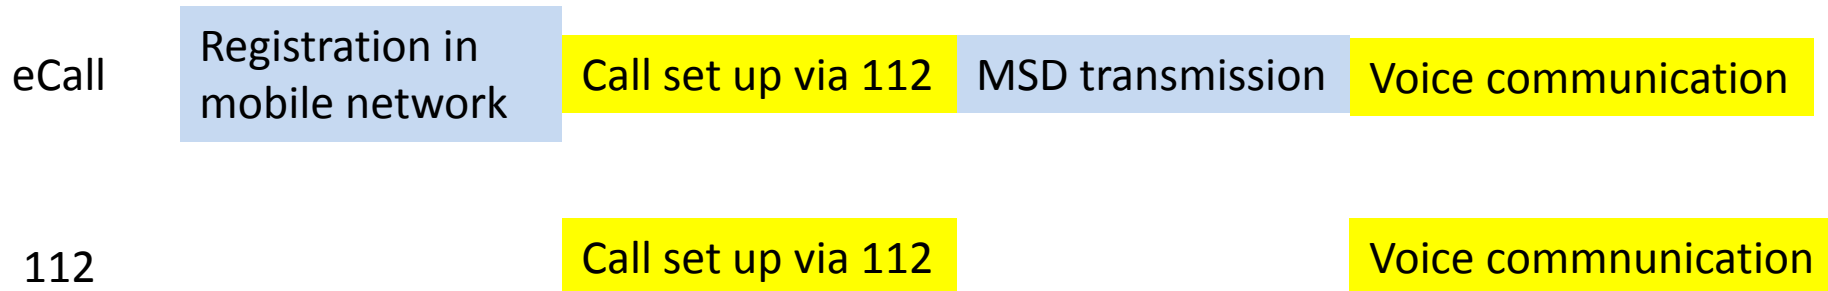 eCall
Registration in
mobile network
Call set up via 112
MSD transmission
Voice communication
112
Call set up via 112
Voice commnunication